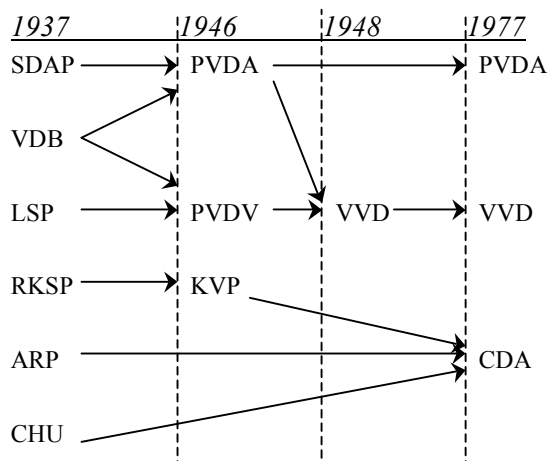 1937 1946 1948 1977
SDAP PVDA PVDA
VDB
LSP PVDV VVD VVD
RKSP KVP
ARP CDA
CHU